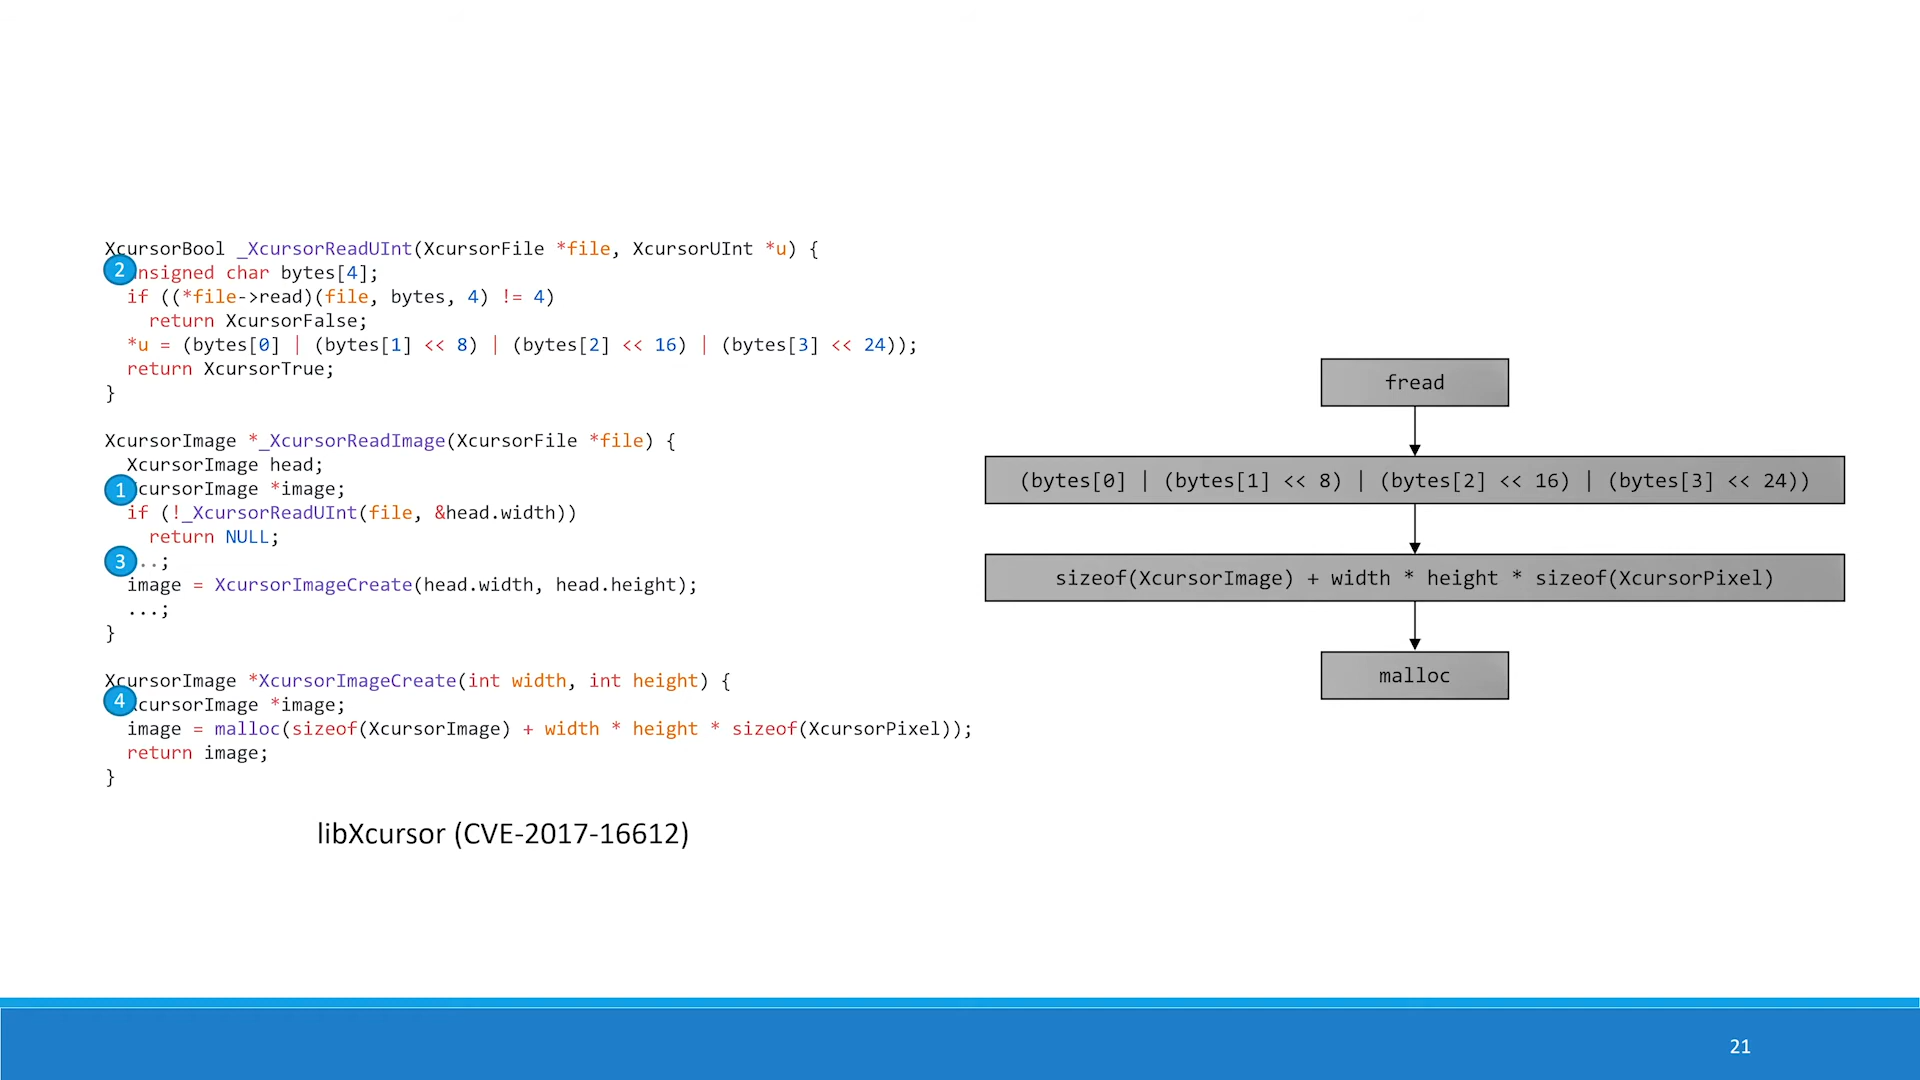 XcursorBool _XcursorReadUInt(XcursorFile *file, XcursorUInt *u) {
2 unsigned char bytes[4];
if ((*file->read)(file, bytes, 4) != 4)
return XcursorFalse;
*u = (bytes[0] | (bytes[1] << 8) | (bytes[2] << 16) | (bytes[3] << 24));
return XcursorTrue;
}
XcursorImage *_XcursorReadImage(XcursorFile *file) {
XcursorImage head;
1 XcursorImage *image;
if (!_XcursorReadUInt(file, &head.width))
return NULL;
3 ...;
image = XcursorImageCreate(head.width, head.height);
...;
}
XcursorImage *XcursorImageCreate(int width, int height) {
4 XcursorImage *image;
image = malloc(sizeof(XcursorImage) + width * height * sizeof(XcursorPixel));
return image;
}
libXcursor (CVE-2017-16612)
fread
(bytes[0] | (bytes[1] << 8) | (bytes[2] << 16) | (bytes[3] << 24))
sizeof(XcursorImage) + width * height * sizeof(XcursorPixel)
malloc
21